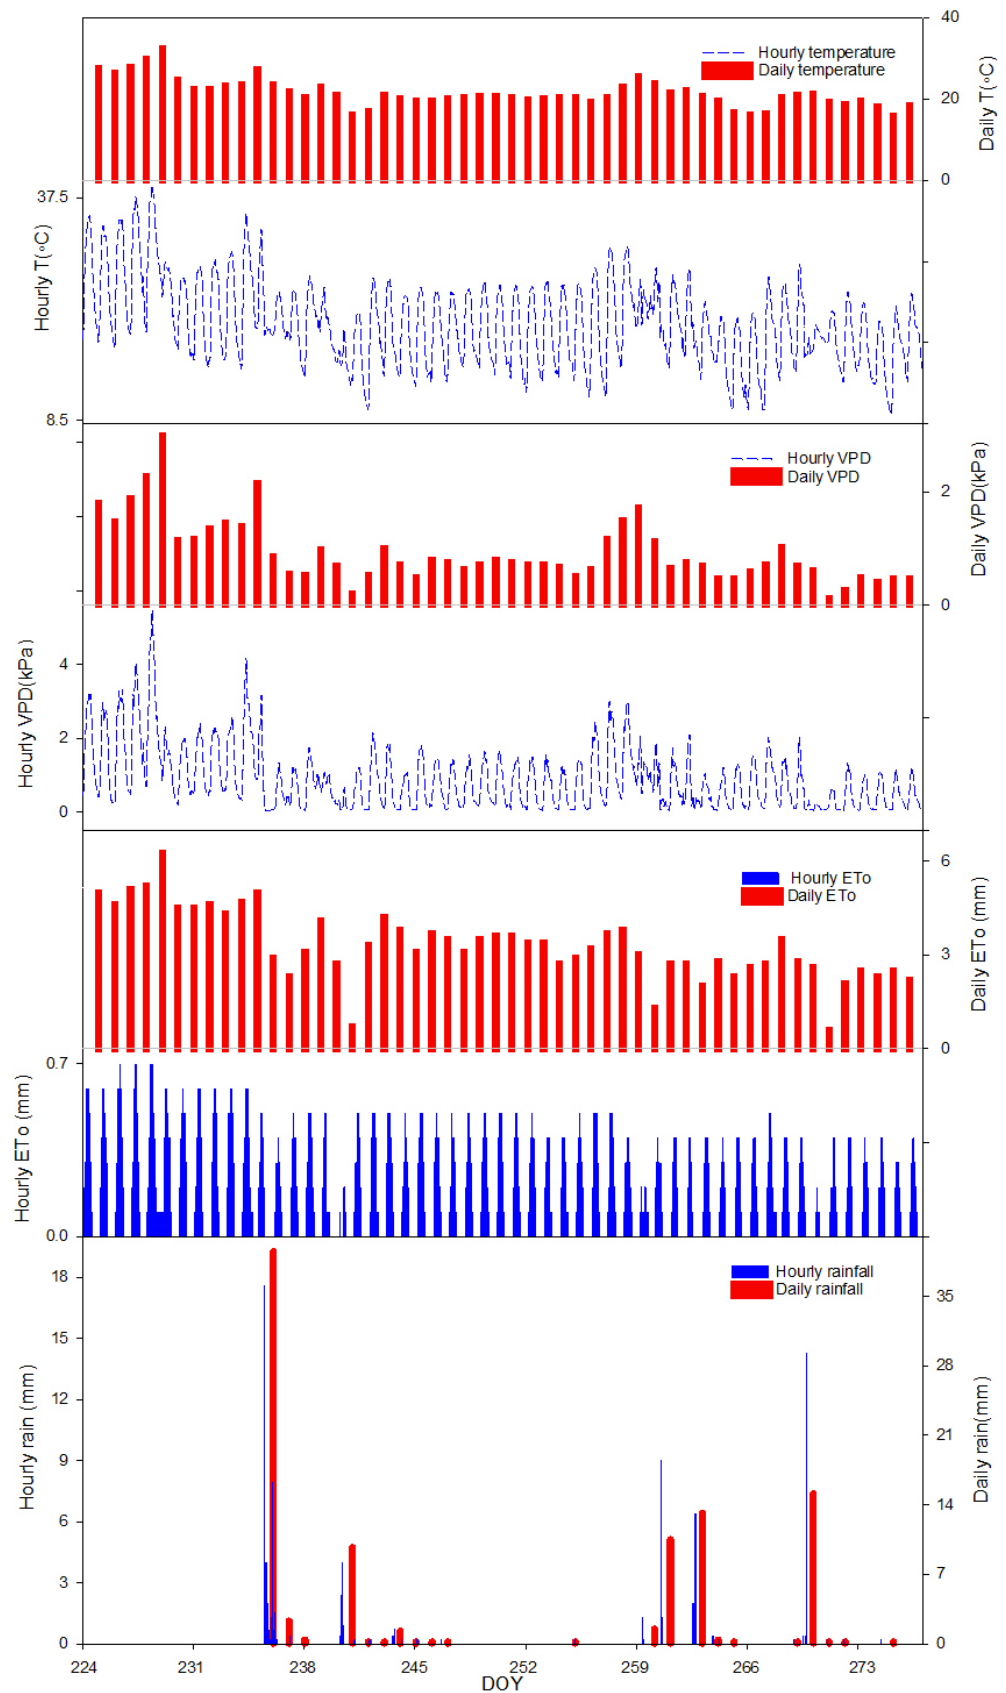 40
Hourly temperature
Daily temperature
20
0
Daily T(°C)
37.5
8.5
Hourly T(°C)
Hourly VPD
Daily VPD
2
0
Daily VPD(kPa)
4
2
0
Hourly VPD(kPa)
Hourly ETo
Daily ETo
6
3
0
Daily ETo (mm)
0.7
0.0
Hourly ETo (mm)
Hourly rainfall
Daily rainfall
18
15
12
9
6
3
0
Hourly rain (mm)
35
28
21
14
7
0
Daily rain(mm)
224 231 238 245 252 259 266 273
DOY